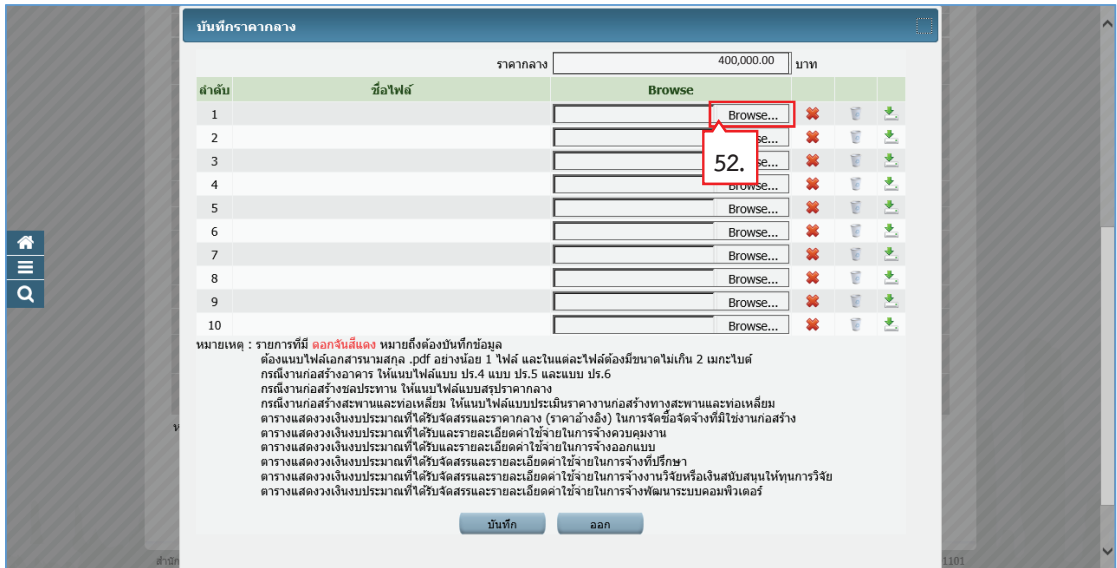 บันทึกราคากลาง
ราคากลาง 400,000.00 บาท
ลำดับ ชื่อไฟล์ Browse
1 Browse...
2 se...
3 se...
52.
4 Browse...
5 Browse...
6 Browse...
7 Browse...
8 Browse...
9 Browse...
10 Browse...
หมายเหตุ : รายการที่มี ดอกจันสีแดง หมายถึงต้องบันทึกข้อมูล
ต้องแนบไฟล์เอกสารนามสกุล .pdf อย่างน้อย 1 ไฟล์ และในแต่ละไฟล์ต้องมีขนาดไม่เกิน 2 เมกะไบต์
กรณีงานก่อสร้างอาคาร ให้แนบไฟล์แบบ ปร.4 แบบ ปร.5 และแบบ ปร.6
กรณีงานก่อสร้างชลประทาน ให้แนบไฟล์แบบสรุปราคากลาง
กรณีงานก่อสร้างสะพานและท่อเหลี่ยม ให้แนบไฟล์แบบประเมินราคางานก่อสร้างทางสะพานและท่อเหลี่ยม
ตารางแสดงวงเงินงบประมาณที่ได้รับจัดสรรและราคากลาง (ราคาอ้างอิง) ในการจัดซื้อจัดจ้างที่มิใช่งานก่อสร้าง
ตารางแสดงวงเงินงบประมาณที่ได้รับและรายละเอียดค่าใช้จ่ายในการจ้างควบคุมงาน
ตารางแสดงวงเงินงบประมาณที่ได้รับและรายละเอียดค่าใช้จ่ายในการจ้างออกแบบ
ตารางแสดงวงเงินงบประมาณที่ได้รับจัดสรรและรายละเอียดค่าใช้จ่ายในการจ้างที่ปรึกษา
ตารางแสดงวงเงินงบประมาณที่ได้รับจัดสรรและรายละเอียดค่าใช้จ่ายในการจ้างงานวิจัยหรือเงินสนับสนุนให้ทุนการวิจัย
ตารางแสดงวงเงินงบประมาณที่ได้รับจัดสรรและรายละเอียดค่าใช้จ่ายในการจ้างพัฒนาระบบคอมพิวเตอร์
บันทึก ออก
สำนัก 1101